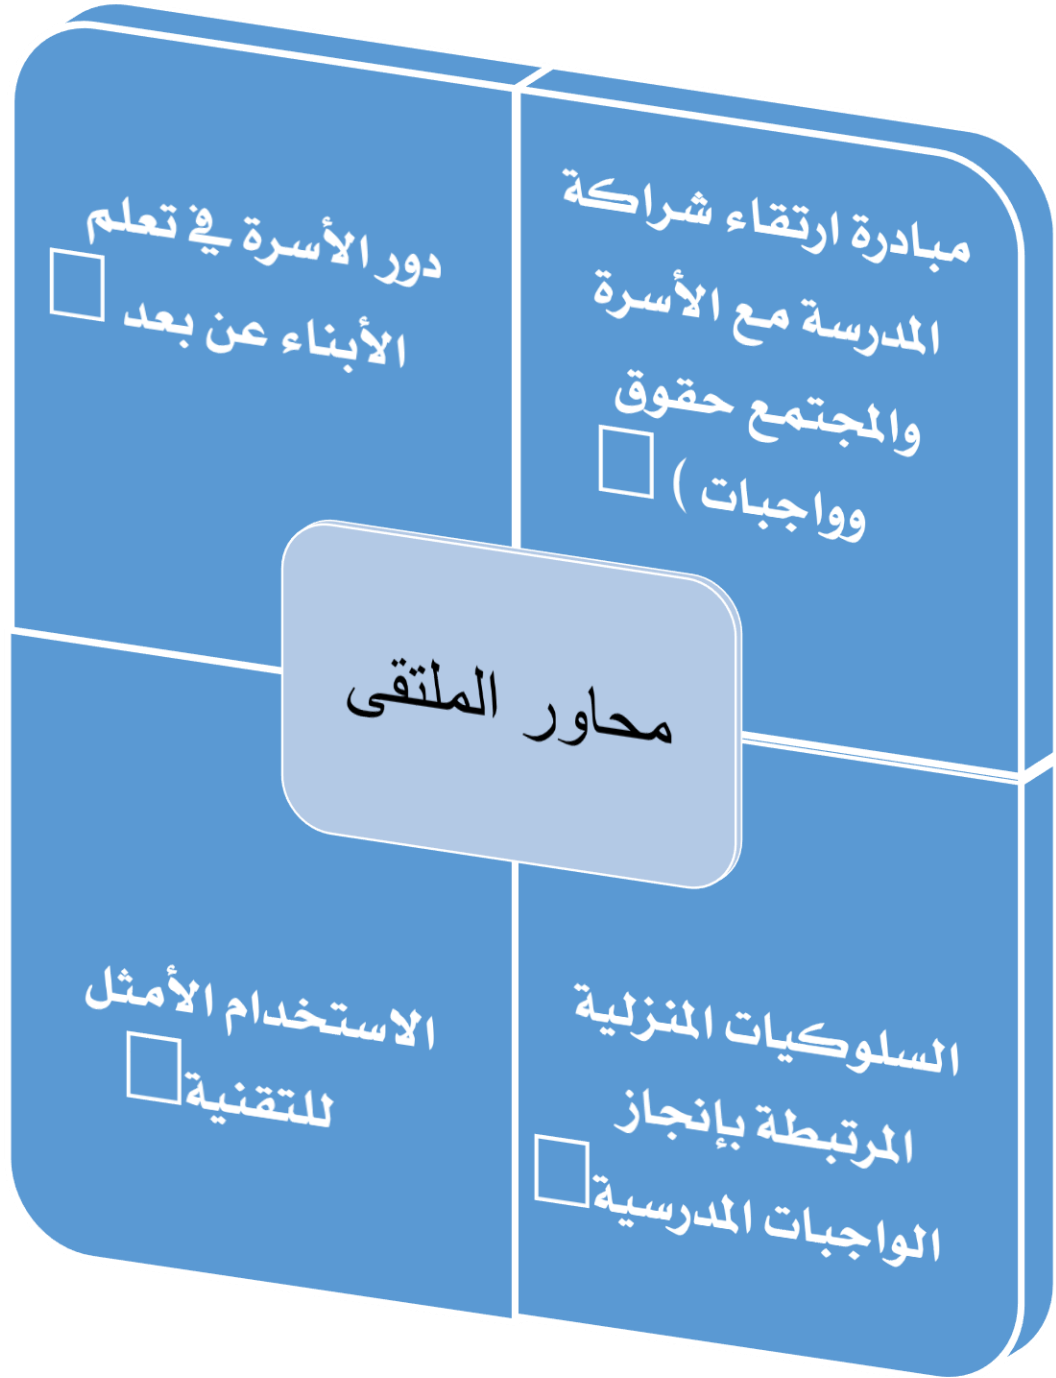 مبادرة ارتقاء شراكة
المدرسة مع الأسرة
والمجتمع حقوق
وواجبات )
دور الأسرة في تعلم
الأبناء عن بعد
محاور الملتقى
السلوكيات المنزلية
المرتبطة بإنجاز
الواجبات المدرسية
الاستخدام الأمثل
للتقنية